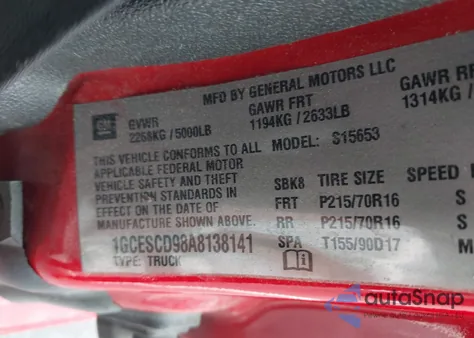 MFD BY GENERAL MOTORS LLC
GM
GVWR GAWR FRT GAWR RR
2268KG / 5000LB 1194KG / 2633LB 1314KG /
THIS VEHICLE CONFORMS TO ALL MODEL: S15653
APPLICABLE FEDERAL MOTOR
VEHICLE SAFETY AND THEFT SBK8 TIRE SIZE SPEED
PREVENTION STANDARDS IN FRT P215/70R16 S
EFFECT ON THE DATE OF
MANUFACTURE SHOWN ABOVE. RR P215/70R16 S
1GCESCD98A8138141 SPA T155/90D17 M
TYPE: TRUCK
autoSnap